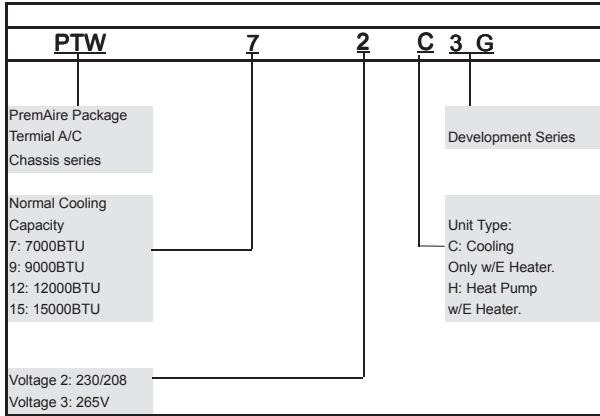 PTW 7 2 C 3 G
PremAire Package
Termial A/C
Chassis series
Development Series
Normal Cooling
Capacity
7: 7000BTU
9: 9000BTU
12: 12000BTU
15: 15000BTU
Unit Type:
C: Cooling
Only w/E Heater.
H: Heat Pump
w/E Heater.
Voltage 2: 230/208
Voltage 3: 265V